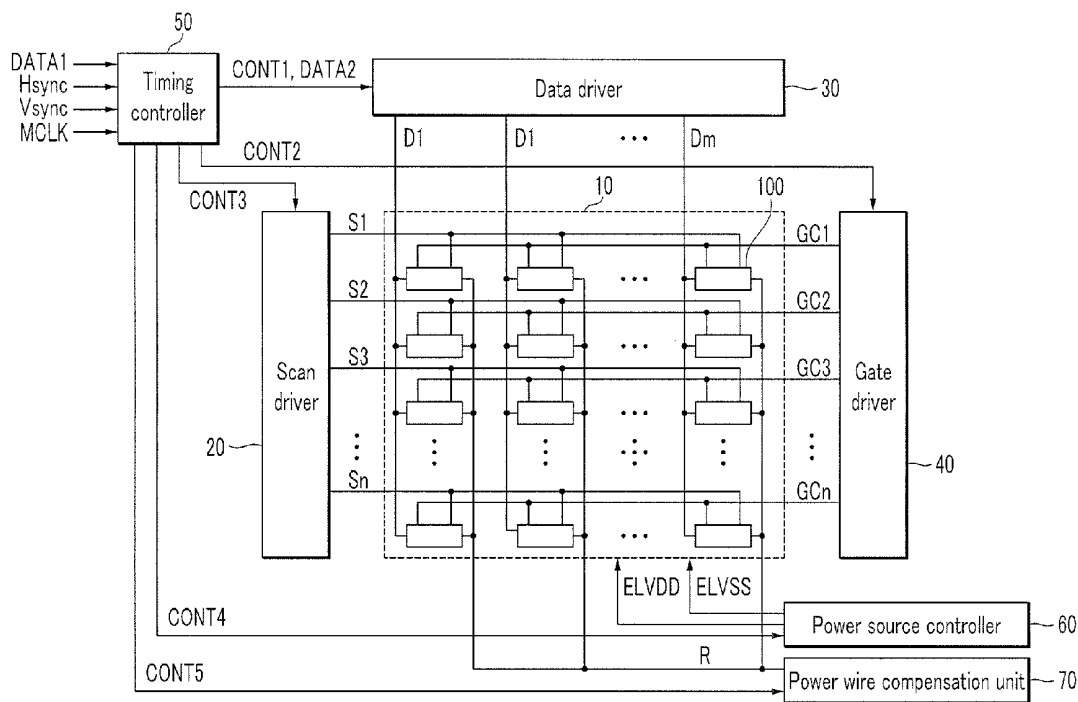 50
DATA1
Hsync
Vsync
MCLK
Timing
controller
CONT1, DATA2
Data driver
30
D1
D1
Dm
CONT2
CONT3
10
100
S1
GC1
S2
GC2
S3
GC3
Scan
driver
Gate
driver
20
40
Sn
GCn
ELVDD
ELVSS
CONT4
Power source controller
60
R
CONT5
Power wire compensation unit
70